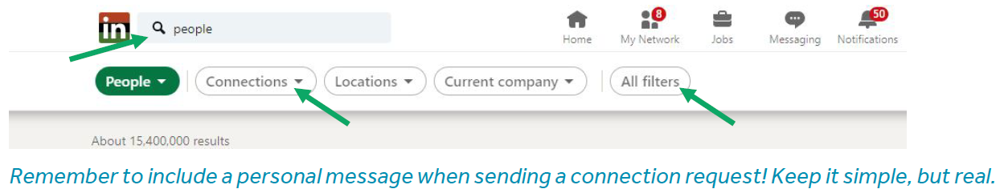 in people 8 50
Home My Network Jobs Messaging Notifications
People Connections Locations Current company All filters
About 15,400,000 results
Remember to include a personal message when sending a connection request! Keep it simple, but real.